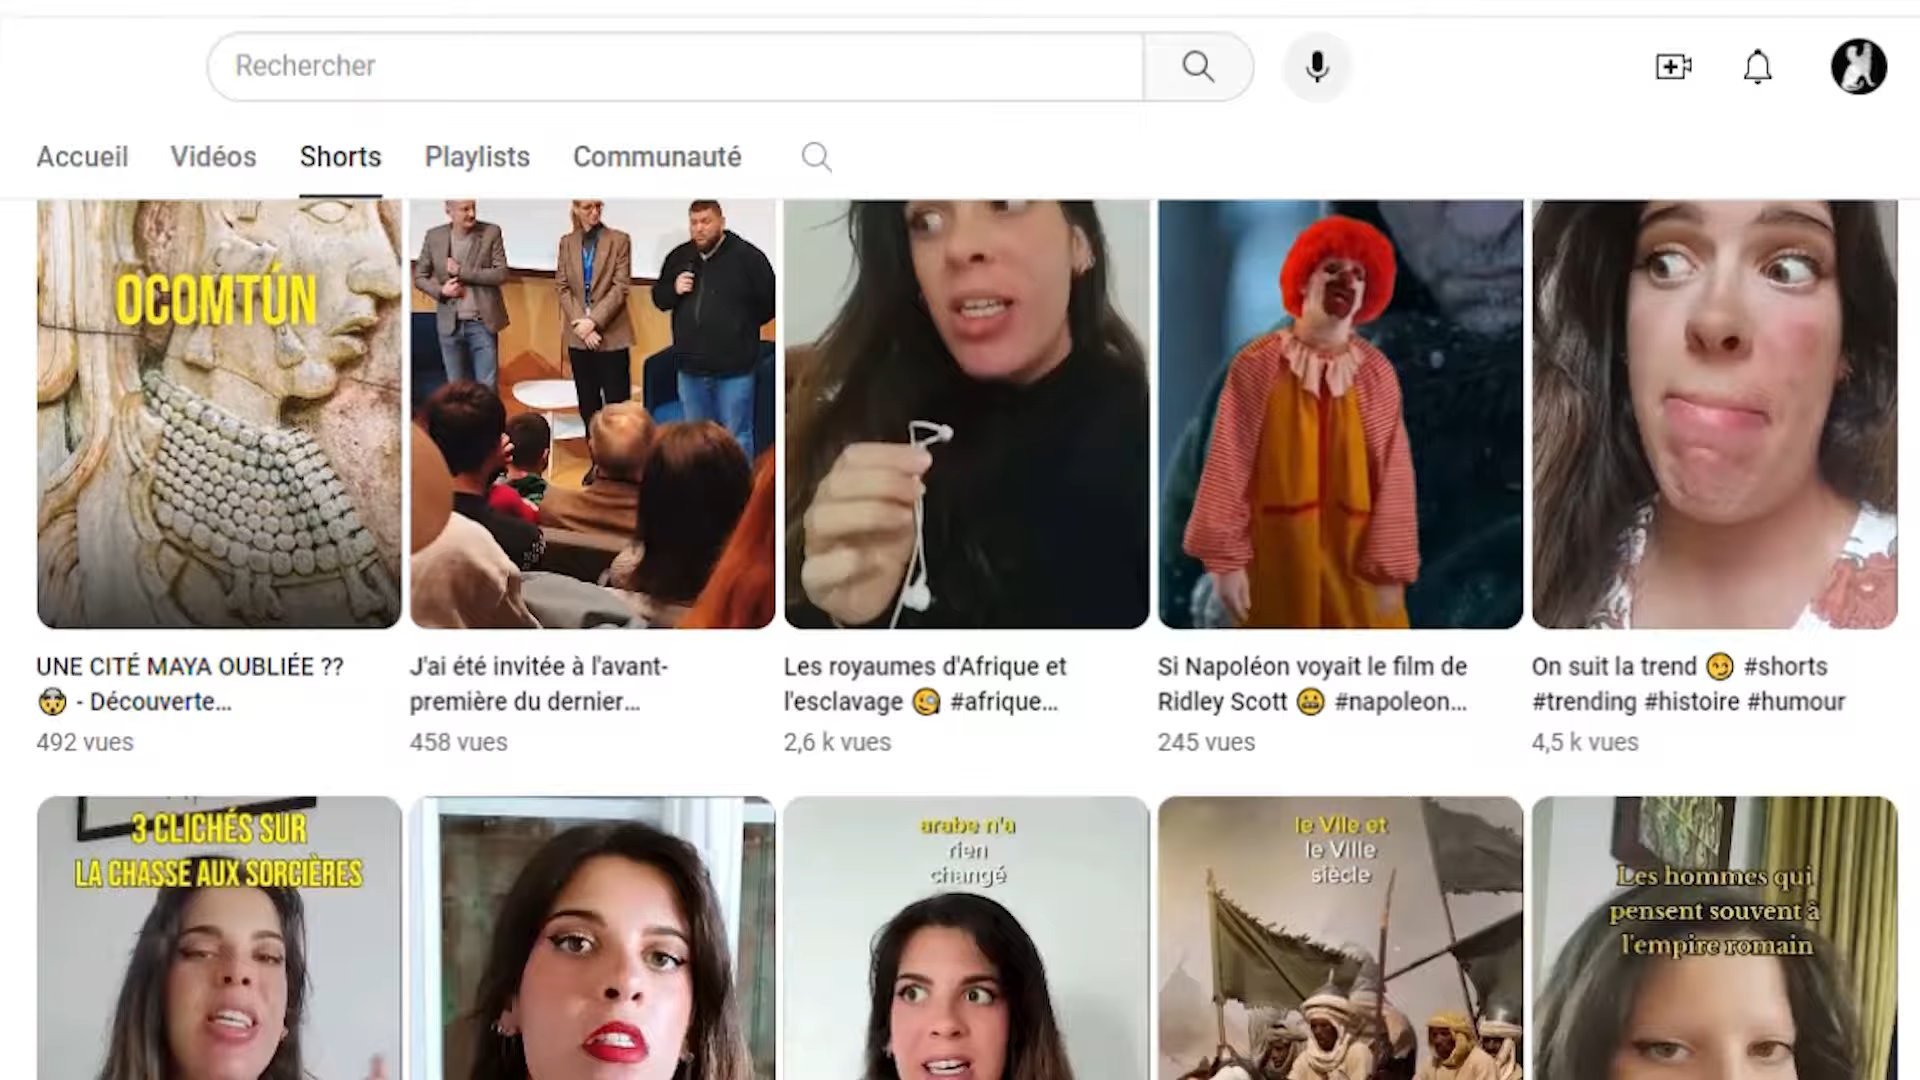 Rechercher
Accueil
Vidéos
Shorts
Playlists
Communauté
OCOMTÚN
UNE CITÉ MAYA OUBLIÉE ??
🤯 - Découverte...
492 vues
J'ai été invitée à l'avant-
première du dernier...
458 vues
Les royaumes d'Afrique et
l'esclavage 🧐 #afrique...
2,6 k vues
Si Napoléon voyait le film de
Ridley Scott 😬 #napoleon...
245 vues
On suit la trend 😏 #shorts
#trending #histoire #humour
4,5 k vues
3 CLICHÉS SUR
LA CHASSE AUX SORCIÈRES
arabe n'a
rien
changé
le VIIe et
le VIIIe
siècle
Les hommes qui
pensent souvent à
l'empire romain